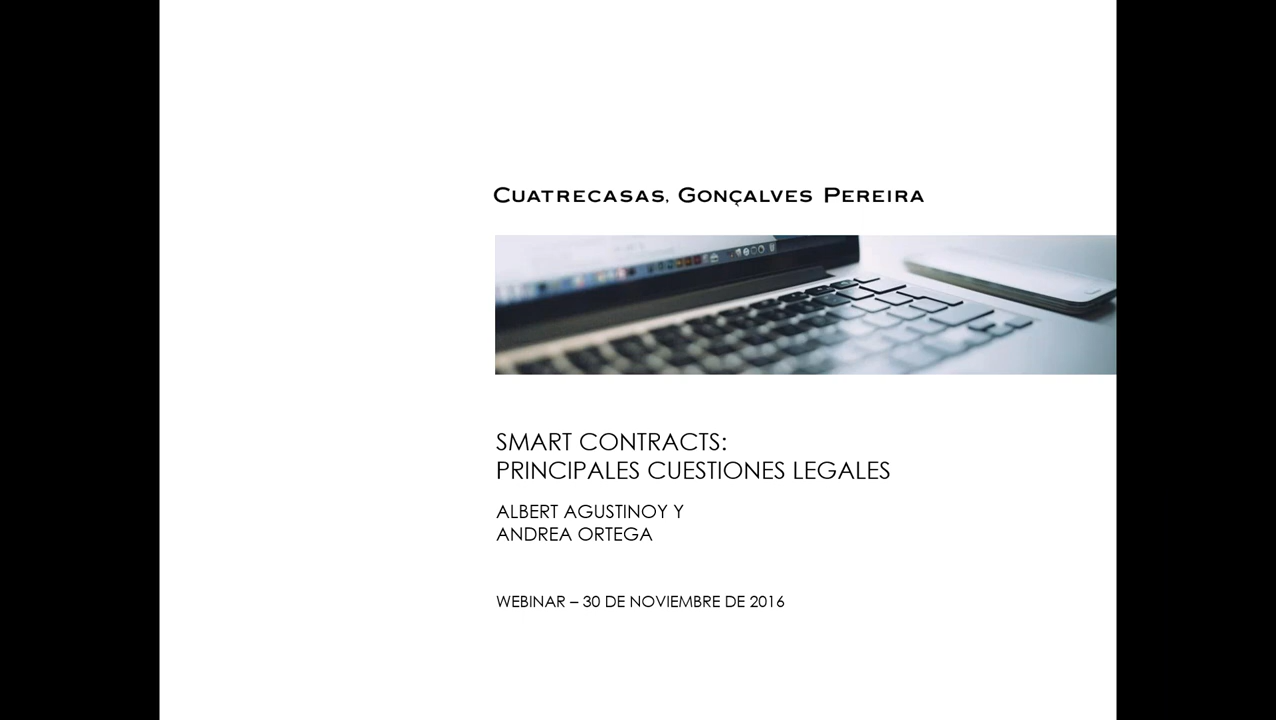 CUATRECASAS, GONÇALVES PEREIRA
SMART CONTRACTS:
PRINCIPALES CUESTIONES LEGALES
ALBERT AGUSTINOY Y
ANDREA ORTEGA
WEBINAR – 30 DE NOVIEMBRE DE 2016